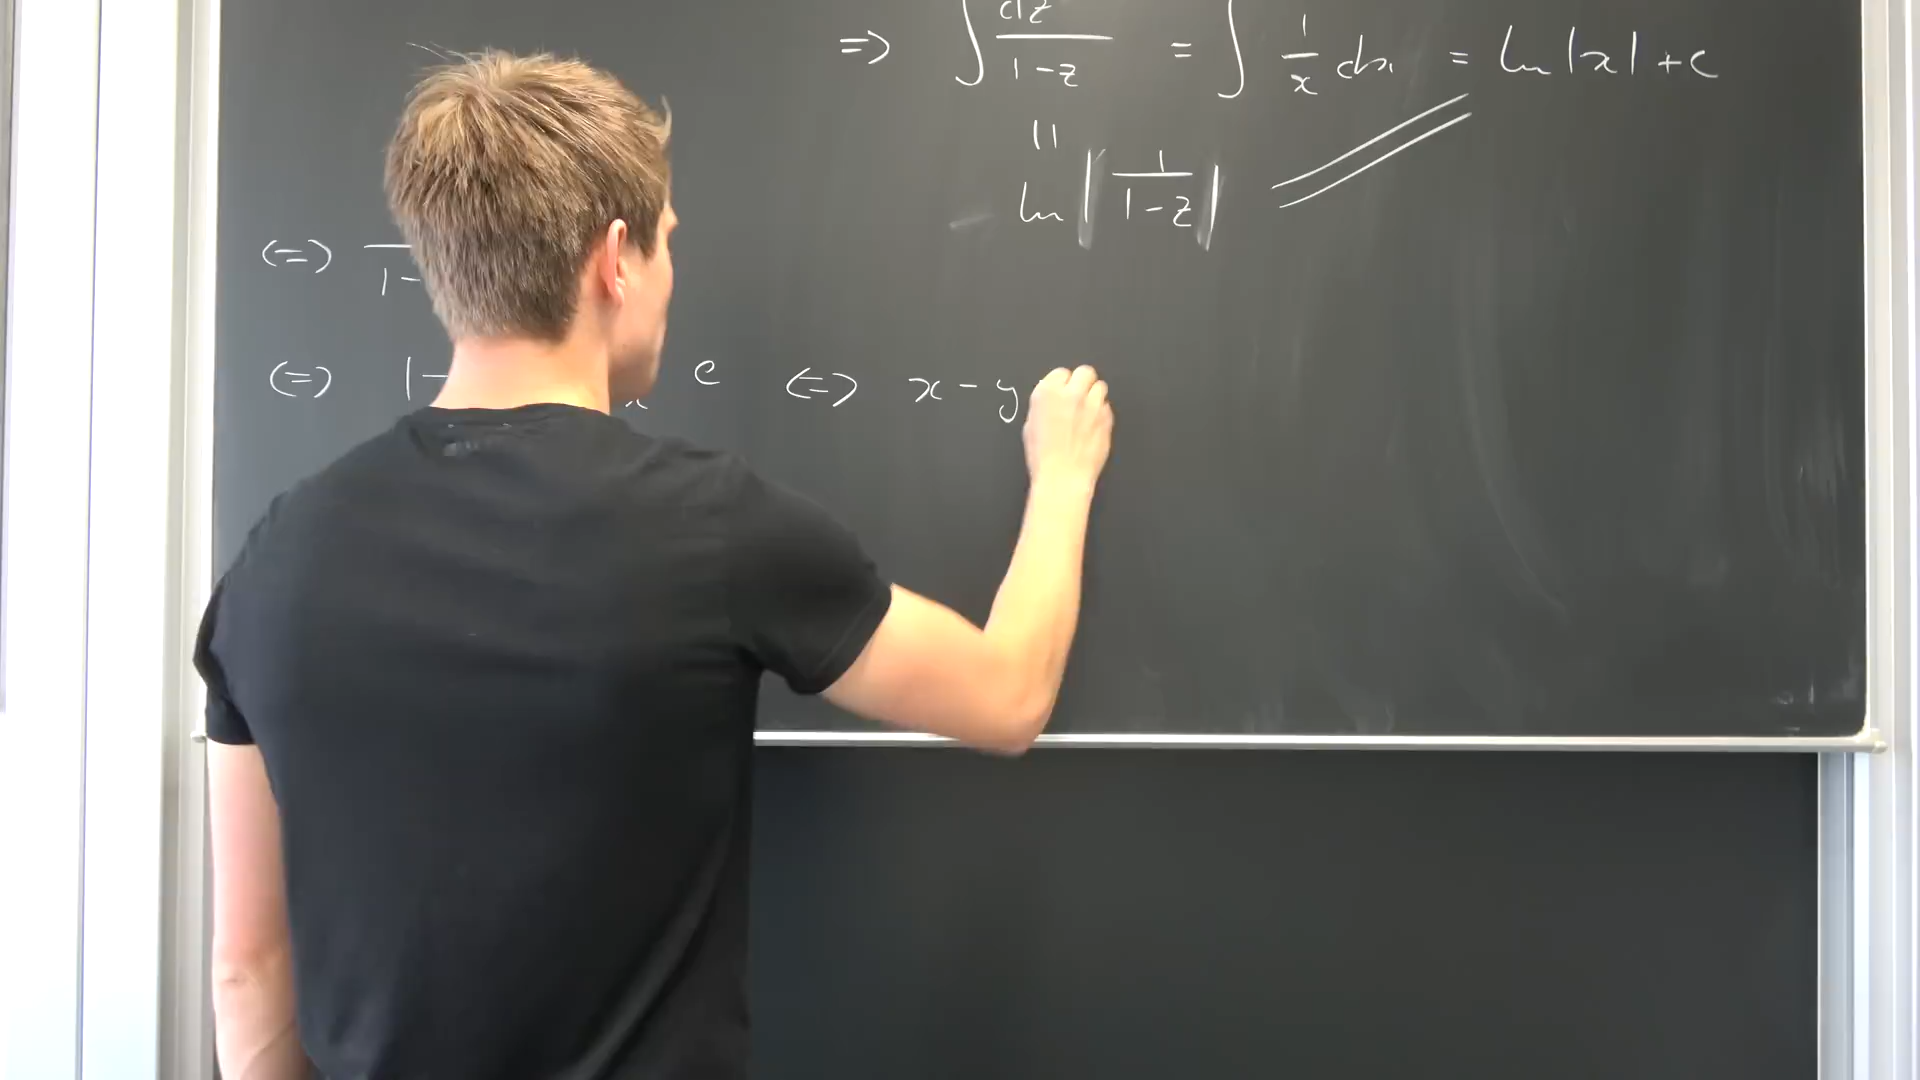 => ∫ dz/(1-z) = ∫ 1/x dx = ln |x| + c
||
ln | 1/(1-z) |
<=> 1-
<=> 1- x e <=> x - y